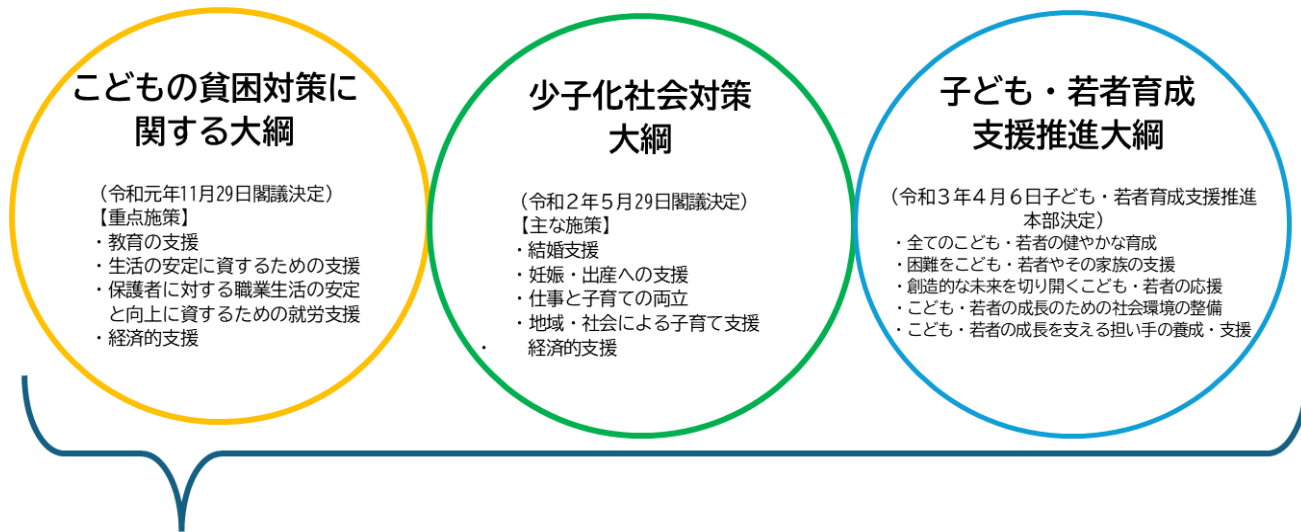 こどもの貧困対策に
関する大綱
（令和元年11月29日閣議決定）
【重点施策】
・教育の支援
・生活の安定に資するための支援
・保護者に対する職業生活の安定
と向上に資するための就労支援
・経済的支援
少子化社会対策
大綱
（令和２年５月29日閣議決定）
【主な施策】
・結婚支援
・妊娠・出産への支援
・仕事と子育ての両立
・地域・社会による子育て支援
・　経済的支援
子ども・若者育成
支援推進大綱
（令和３年４月６日子ども・若者育成支援推進
本部決定）
・全てのこども・若者の健やかな育成
・困難をこども・若者やその家族の支援
・創造的な未来を切り開くこども・若者の応援
・こども・若者の成長のための社会環境の整備
・こども・若者の成長を支える担い手の養成・支援